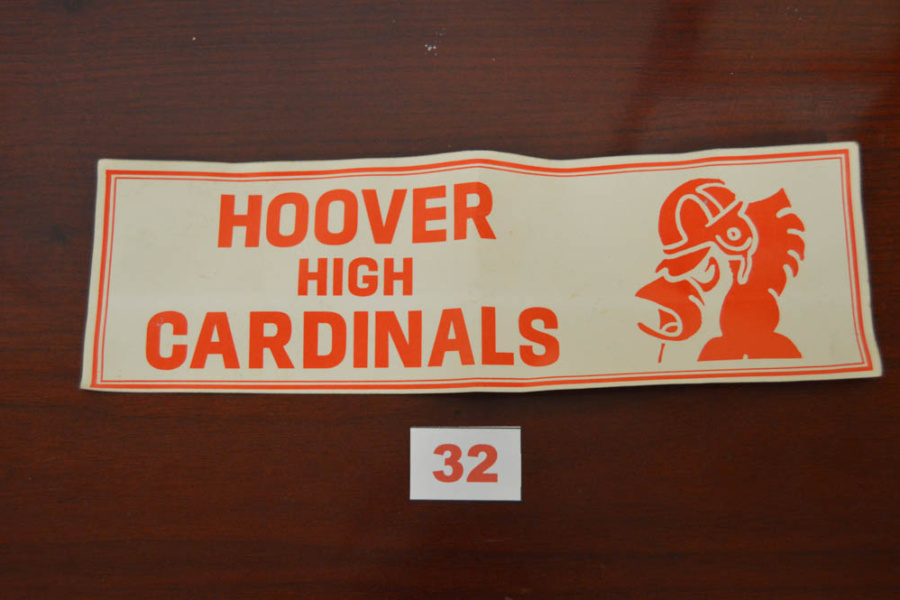 HOOVER
HIGH
CARDINALS
32